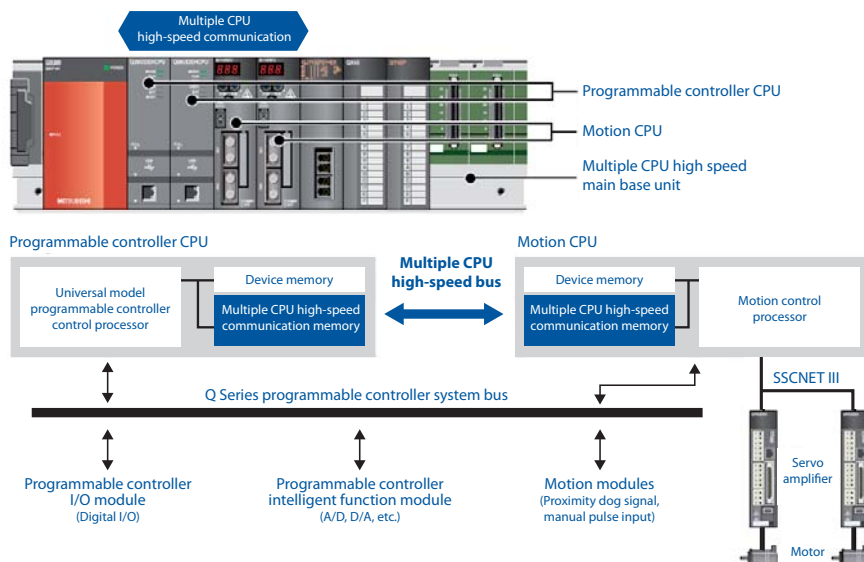 Multiple CPU
high-speed communication
Programmable controller CPU
Motion CPU
Multiple CPU high speed
main base unit
MITSUBISHI
Programmable controller CPU
Motion CPU
Multiple CPU
high-speed bus
Universal model
programmable controller
control processor
Device memory
Multiple CPU high-speed
communication memory
Device memory
Multiple CPU high-speed
communication memory
Motion control
processor
SSCNET III
Q Series programmable controller system bus
Programmable controller
I/O module
(Digital I/O)
Programmable controller
intelligent function module
(A/D, D/A, etc.)
Motion modules
(Proximity dog signal,
manual pulse input)
Servo
amplifier
Motor